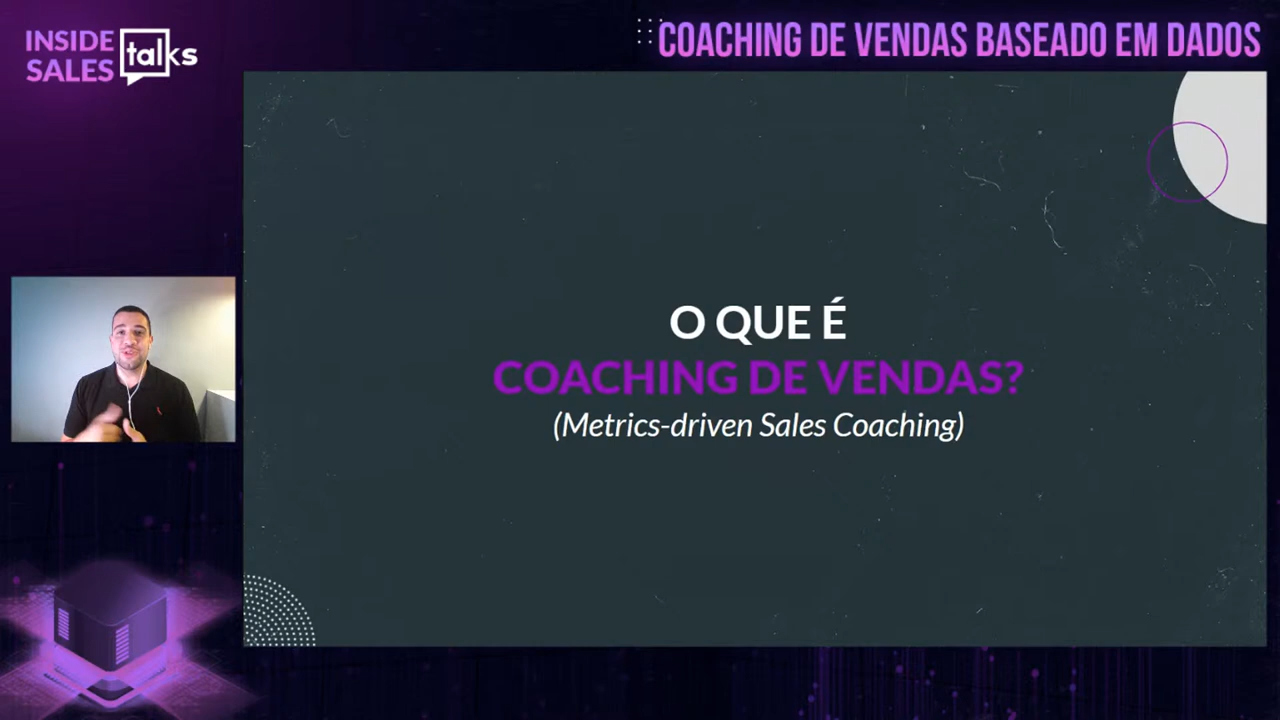 INSIDE
SALES
talks
COACHING DE VENDAS BASEADO EM DADOS
O QUE É
COACHING DE VENDAS?
(Metrics-driven Sales Coaching)